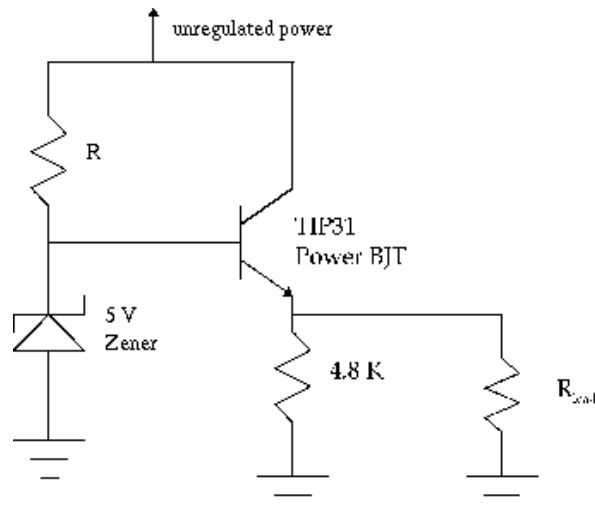 unregulated power
R
TIP31
Power BJT
5 V
Zener
4.8 K
R